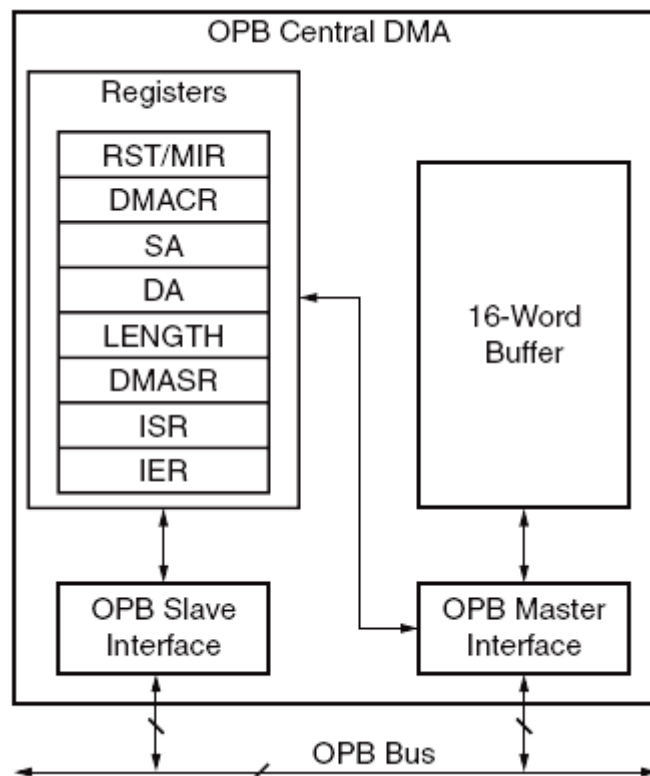 OPB Central DMA
Registers
RST/MIR
DMACR
SA
DA
LENGTH
DMASR
ISR
IER
16-Word
Buffer
OPB Slave
Interface
OPB Master
Interface
OPB Bus